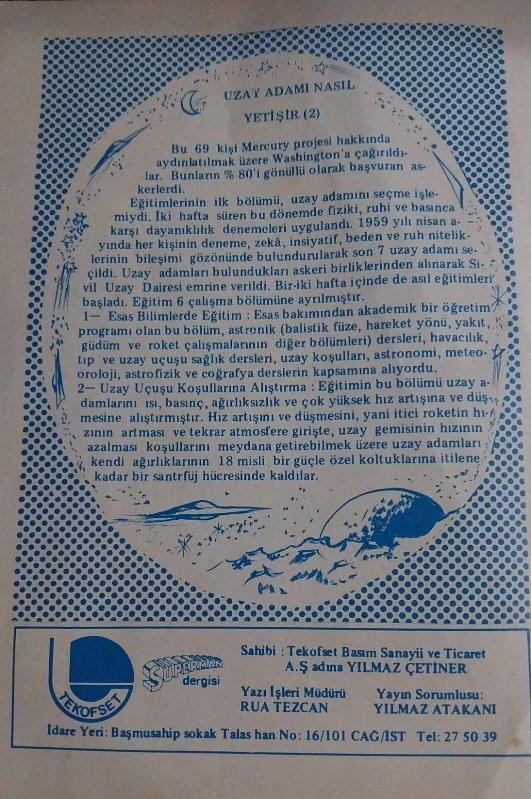 UZAY ADAMI NASIL
YETİŞİR (2)
Bu 69 kişi Mercury projesi hakkında
aydınlatılmak üzere Washington'a çağırıldı-
lar. Bunların % 80'i gönüllü olarak başvuran as-
kerlerdi.
Eğitimlerinin ilk bölümü, uzay adamını seçme işle-
miydi. İki hafta süren bu dönemde fiziki, ruhi ve basınca
karşı dayanıklılık denemeleri uygulandı. 1959 yılı nisan a-
yında her kişinin deneme, zekâ, insiyatif, beden ve ruh nitelik-
lerinin bileşimi gözönünde bulundurularak son 7 uzay adamı se-
çildi. Uzay adamları bulundukları askeri birliklerinden alınarak Si-
vil Uzay Dairesi emrine verildi. Bir-iki hafta içinde de asıl eğitimleri
başladı. Eğitim 6 çalışma bölümüne ayrılmıştır.
1— Esas Bilimlerde Eğitim : Esas bakımından akademik bir öğretim
programı olan bu bölüm, astronik (balistik füze, hareket yönü, yakıt,
güdüm ve roket çalışmalarının diğer bölümleri) dersleri, havacılık,
tıp ve uzay uçuşu sağlık dersleri, uzay koşulları, astronomi, meteo-
oroloji, astrofizik ve coğrafya derslerin kapsamına alıyordu.
2— Uzay Uçuşu Koşullarına Alıştırma : Eğitimin bu bölümü uzay a-
damlarını ısı, basınç, ağırlıksızlık ve çok yüksek hız artışına ve düş-
mesine alıştırmıştır. Hız artışını ve düşmesini, yani itici roketin hı-
zının artması ve tekrar atmosfere girişte, uzay gemisinin hızının
azalması koşullarını meydana getirebilmek üzere uzay adamları
kendi ağırlıklarının 18 misli bir güçle özel koltuklarına itilene
kadar bir santrfüj hücresinde kaldılar.
TEKOFSET
SUPERMAN
dergisi
Sahibi : Tekofset Basım Sanayii ve Ticaret
A.Ş adına YILMAZ ÇETİNER
Yazı İşleri Müdürü
RUA TEZCAN
Yayın Sorumlusu:
YILMAZ ATAKANI
İdare Yeri: Başmusahip sokak Talas han No: 16/101 CAĞ/İST Tel: 27 50 39